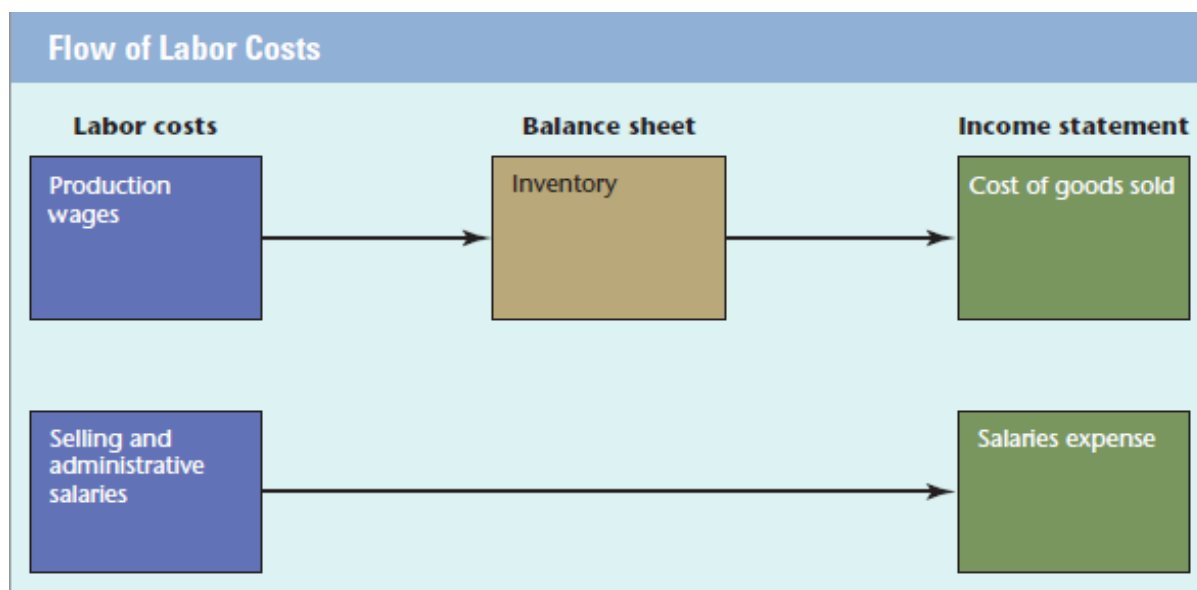 Flow of Labor Costs
Labor costs
Balance sheet
Income statement
Production
wages
Inventory
Cost of goods sold
Selling and
administrative
salaries
Salaries expense